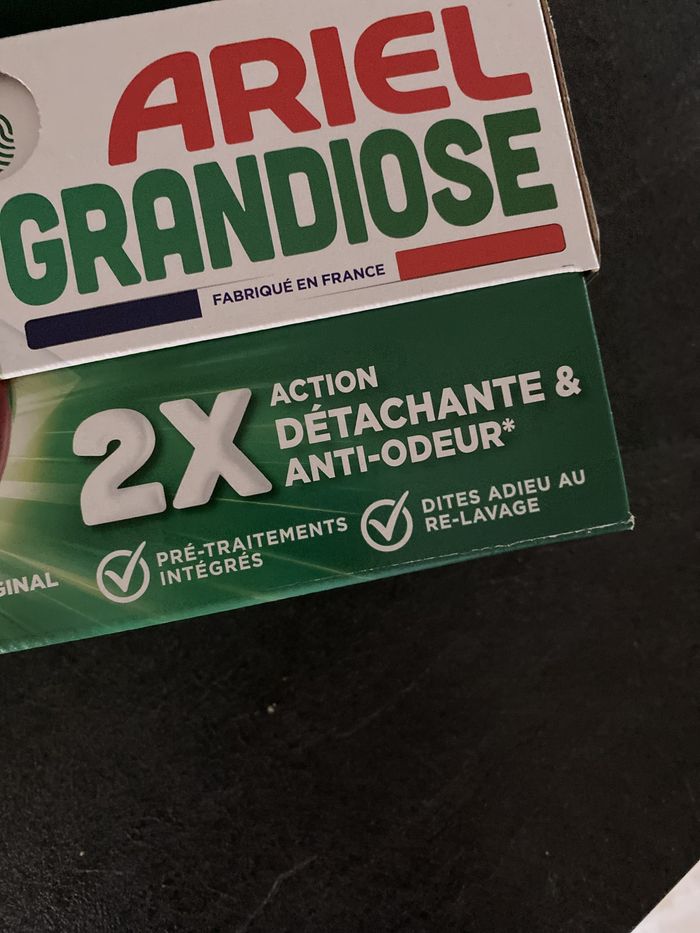 ARIEL
GRANDIOSE
FABRIQUÉ EN FRANCE
2X
ACTION
DÉTACHANTE &
ANTI-ODEUR*
PRÉ-TRAITEMENTS
INTÉGRÉS
DITES ADIEU AU
RE-LAVAGE